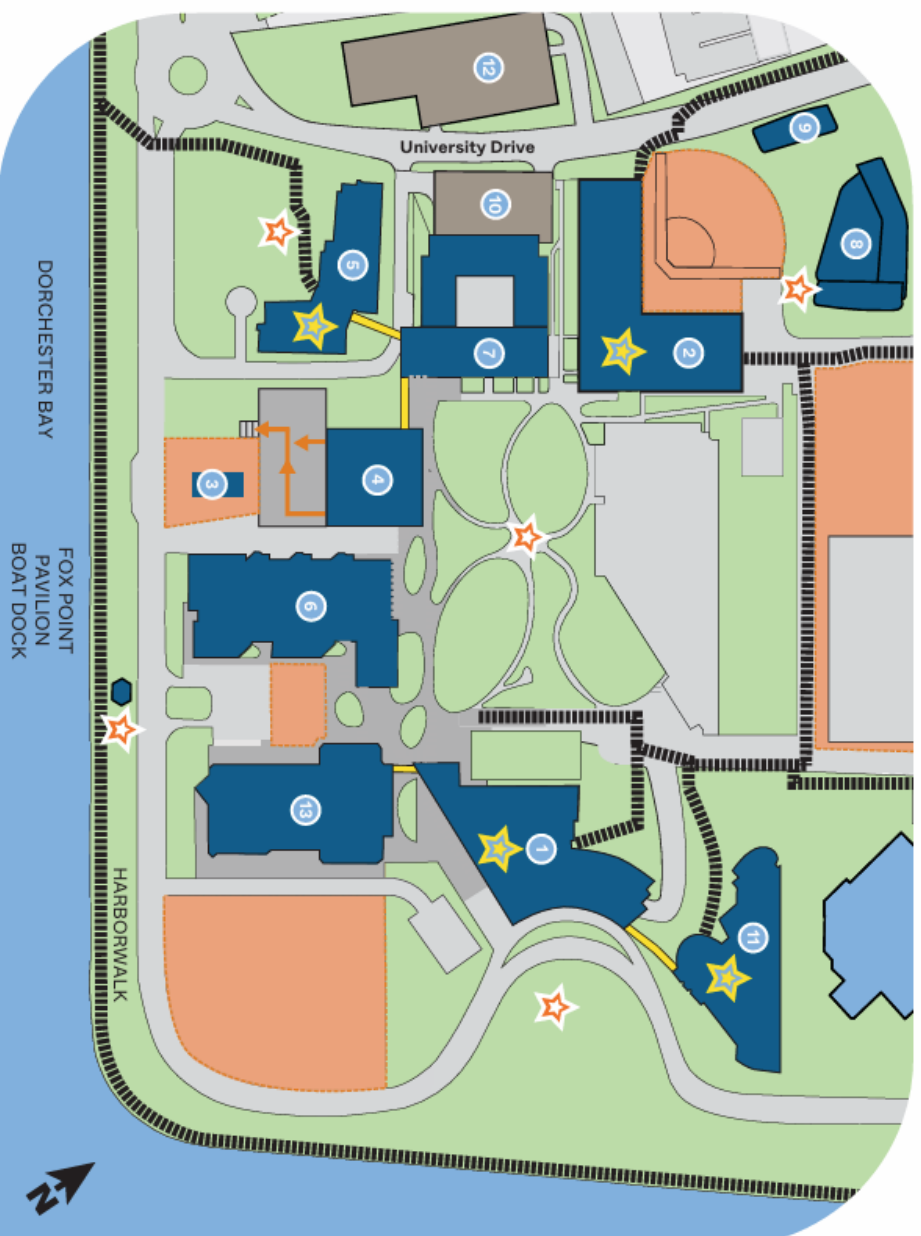 12
University Drive
9
10
8
5
7
2
DORCHESTER BAY
4
3
FOX POINT
PAVILION
BOAT DOCK
6
13
1
HARBORWALK
11
N